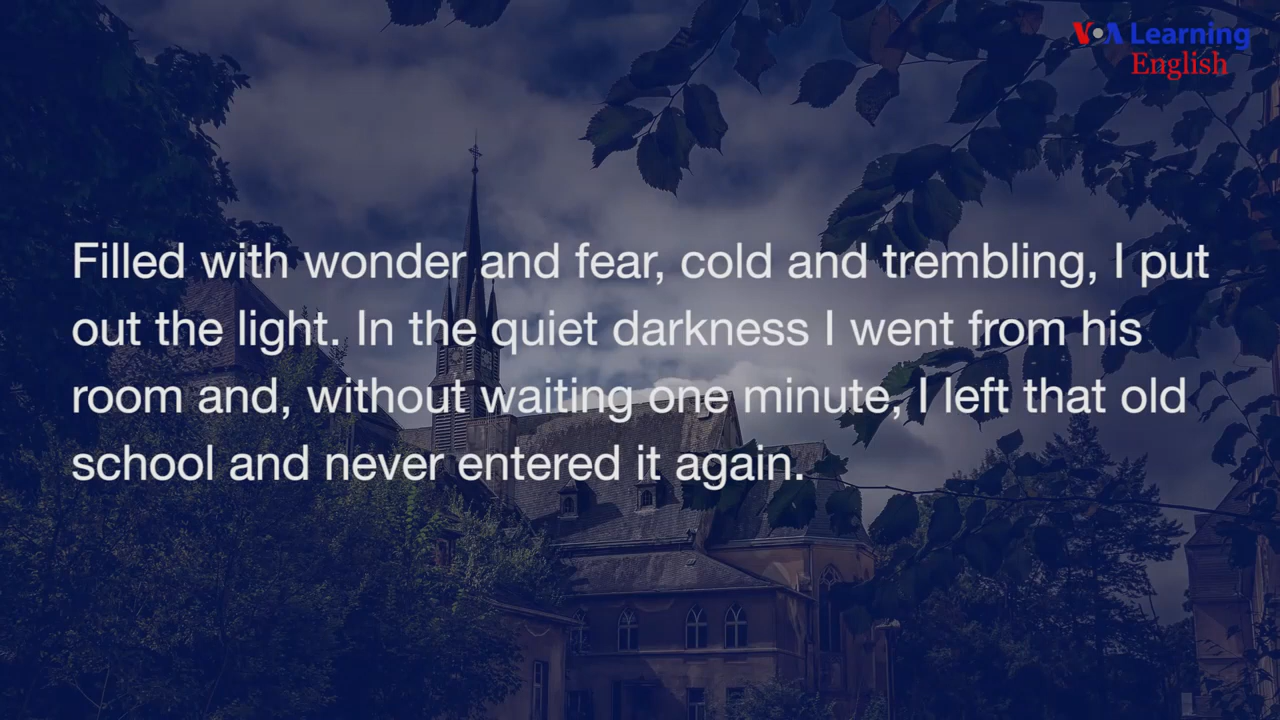 VOA Learning
English
Filled with wonder and fear, cold and trembling, I put
out the light. In the quiet darkness I went from his
room and, without waiting one minute, I left that old
school and never entered it again.